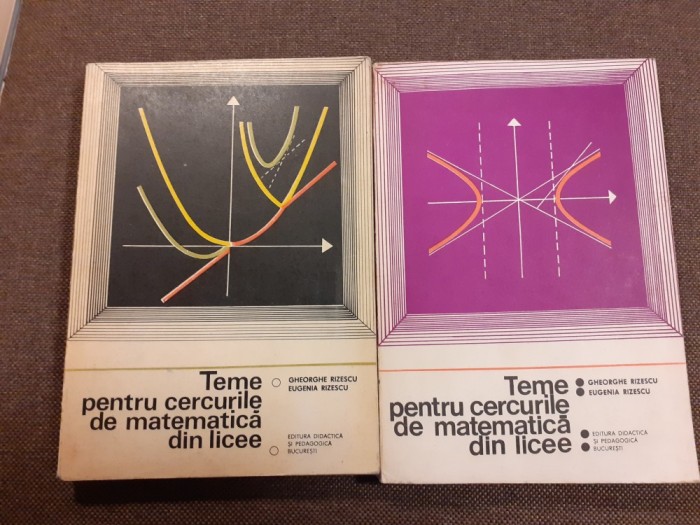 Teme
pentru cercurile
de matematică
din licee
GHEORGHE RIZESCU
EUGENIA RIZESCU
EDITURA DIDACTICĂ
ȘI PEDAGOGICĂ
BUCUREȘTI
Teme
pentru cercurile
de matematică
din licee
GHEORGHE RIZESCU
EUGENIA RIZESCU
EDITURA DIDACTICĂ
ȘI PEDAGOGICĂ
BUCUREȘTI